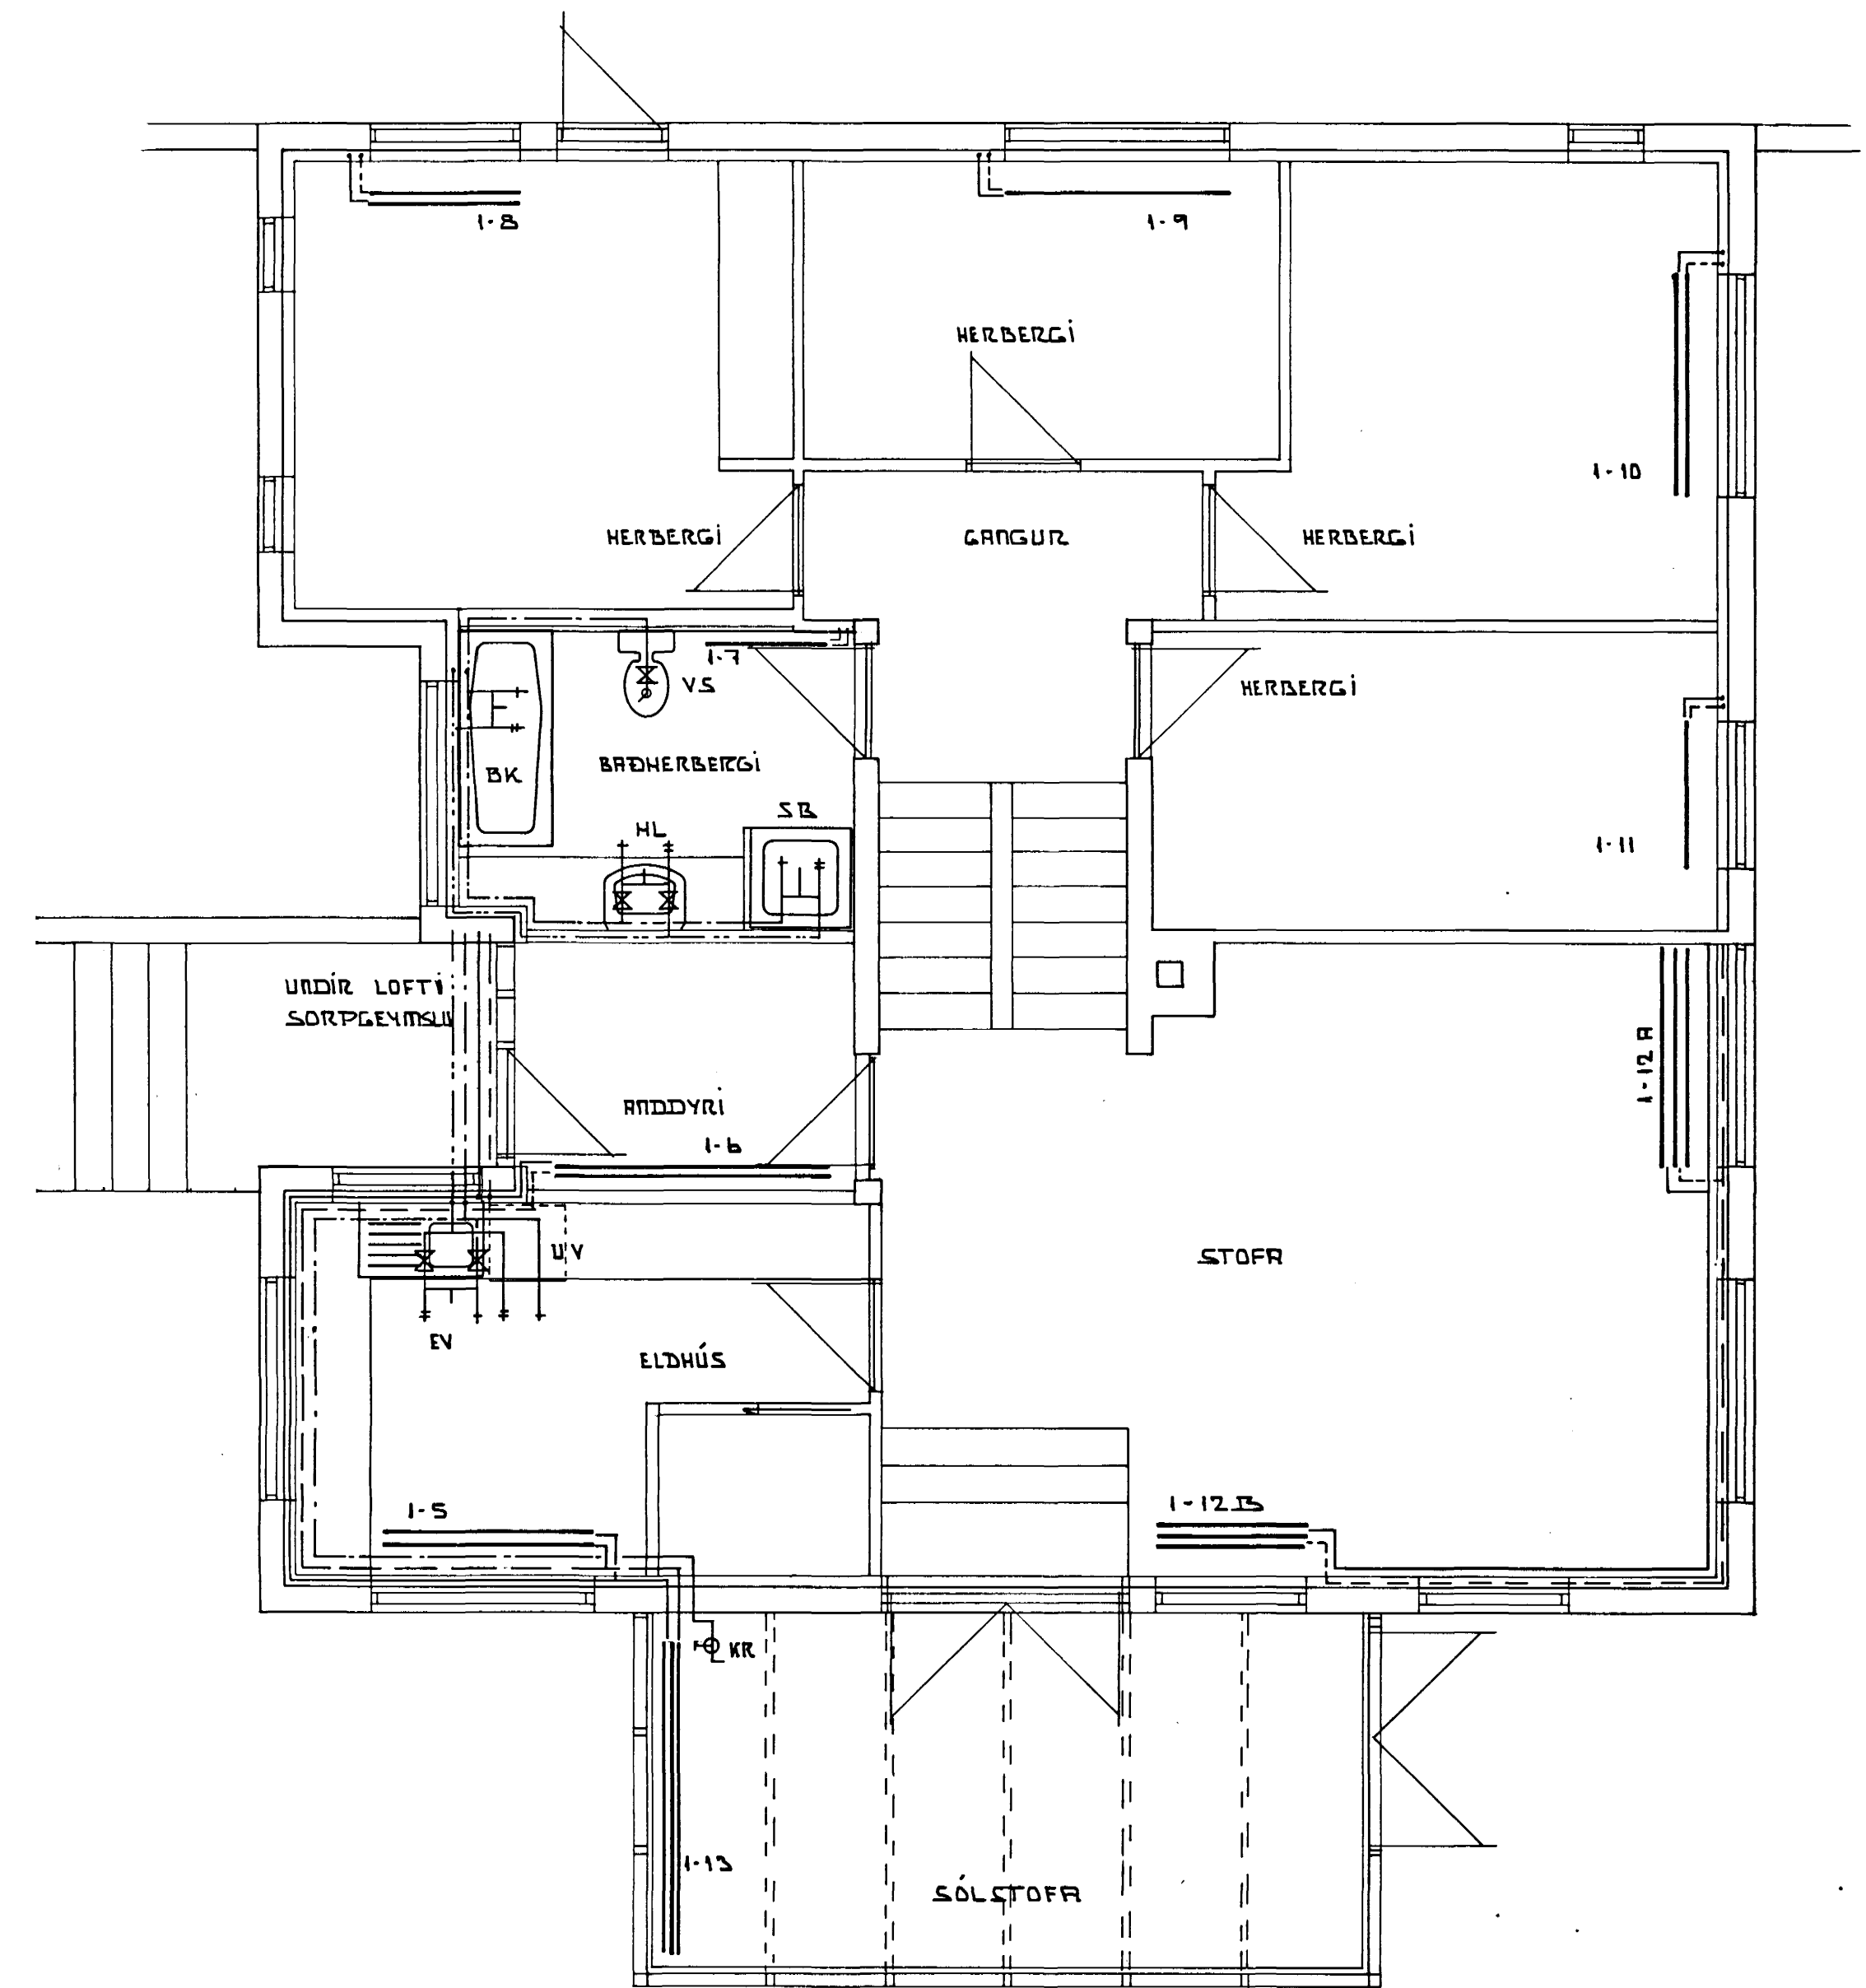 1-8
1-9
HERBERGI
1-10
HERBERGI
GANGUR
HERBERGI
1-7
VS
HERBERGI
BK
BAÐHERBERGI
SB
HL
1-11
UNDIR LOFTI
SORPGEYMSLU
1-12A
ANDDYRI
1-6
UV
STOFA
EV
ELDHÚS
1-5
1-12B
KR
1-13
SÓLSTOFA